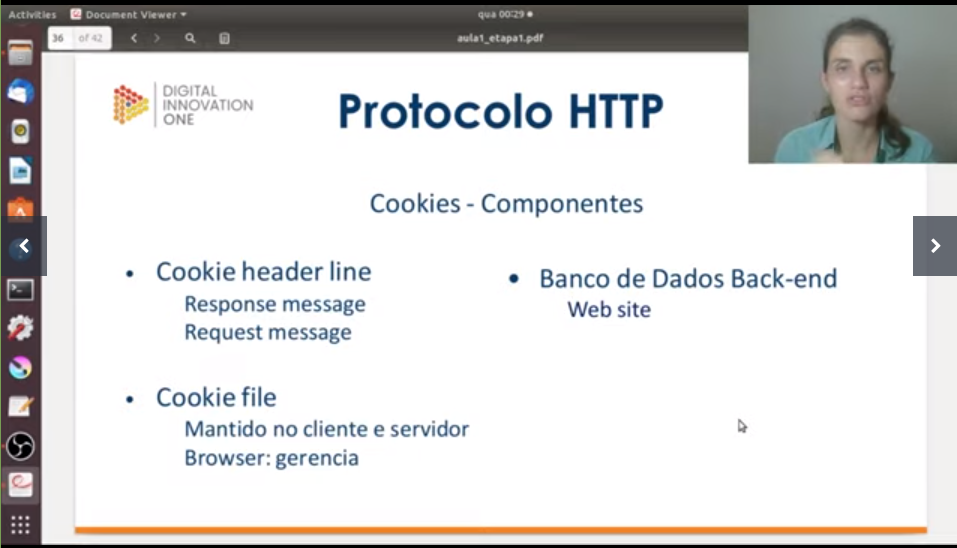 Activities
Document Viewer
qua 00:29
36 of 42
aula1_etapa1.pdf
DIGITAL
INNOVATION
ONE
Protocolo HTTP
Cookies - Componentes
• Cookie header line
Response message
Request message
• Cookie file
Mantido no cliente e servidor
Browser: gerencia
• Banco de Dados Back-end
Web site